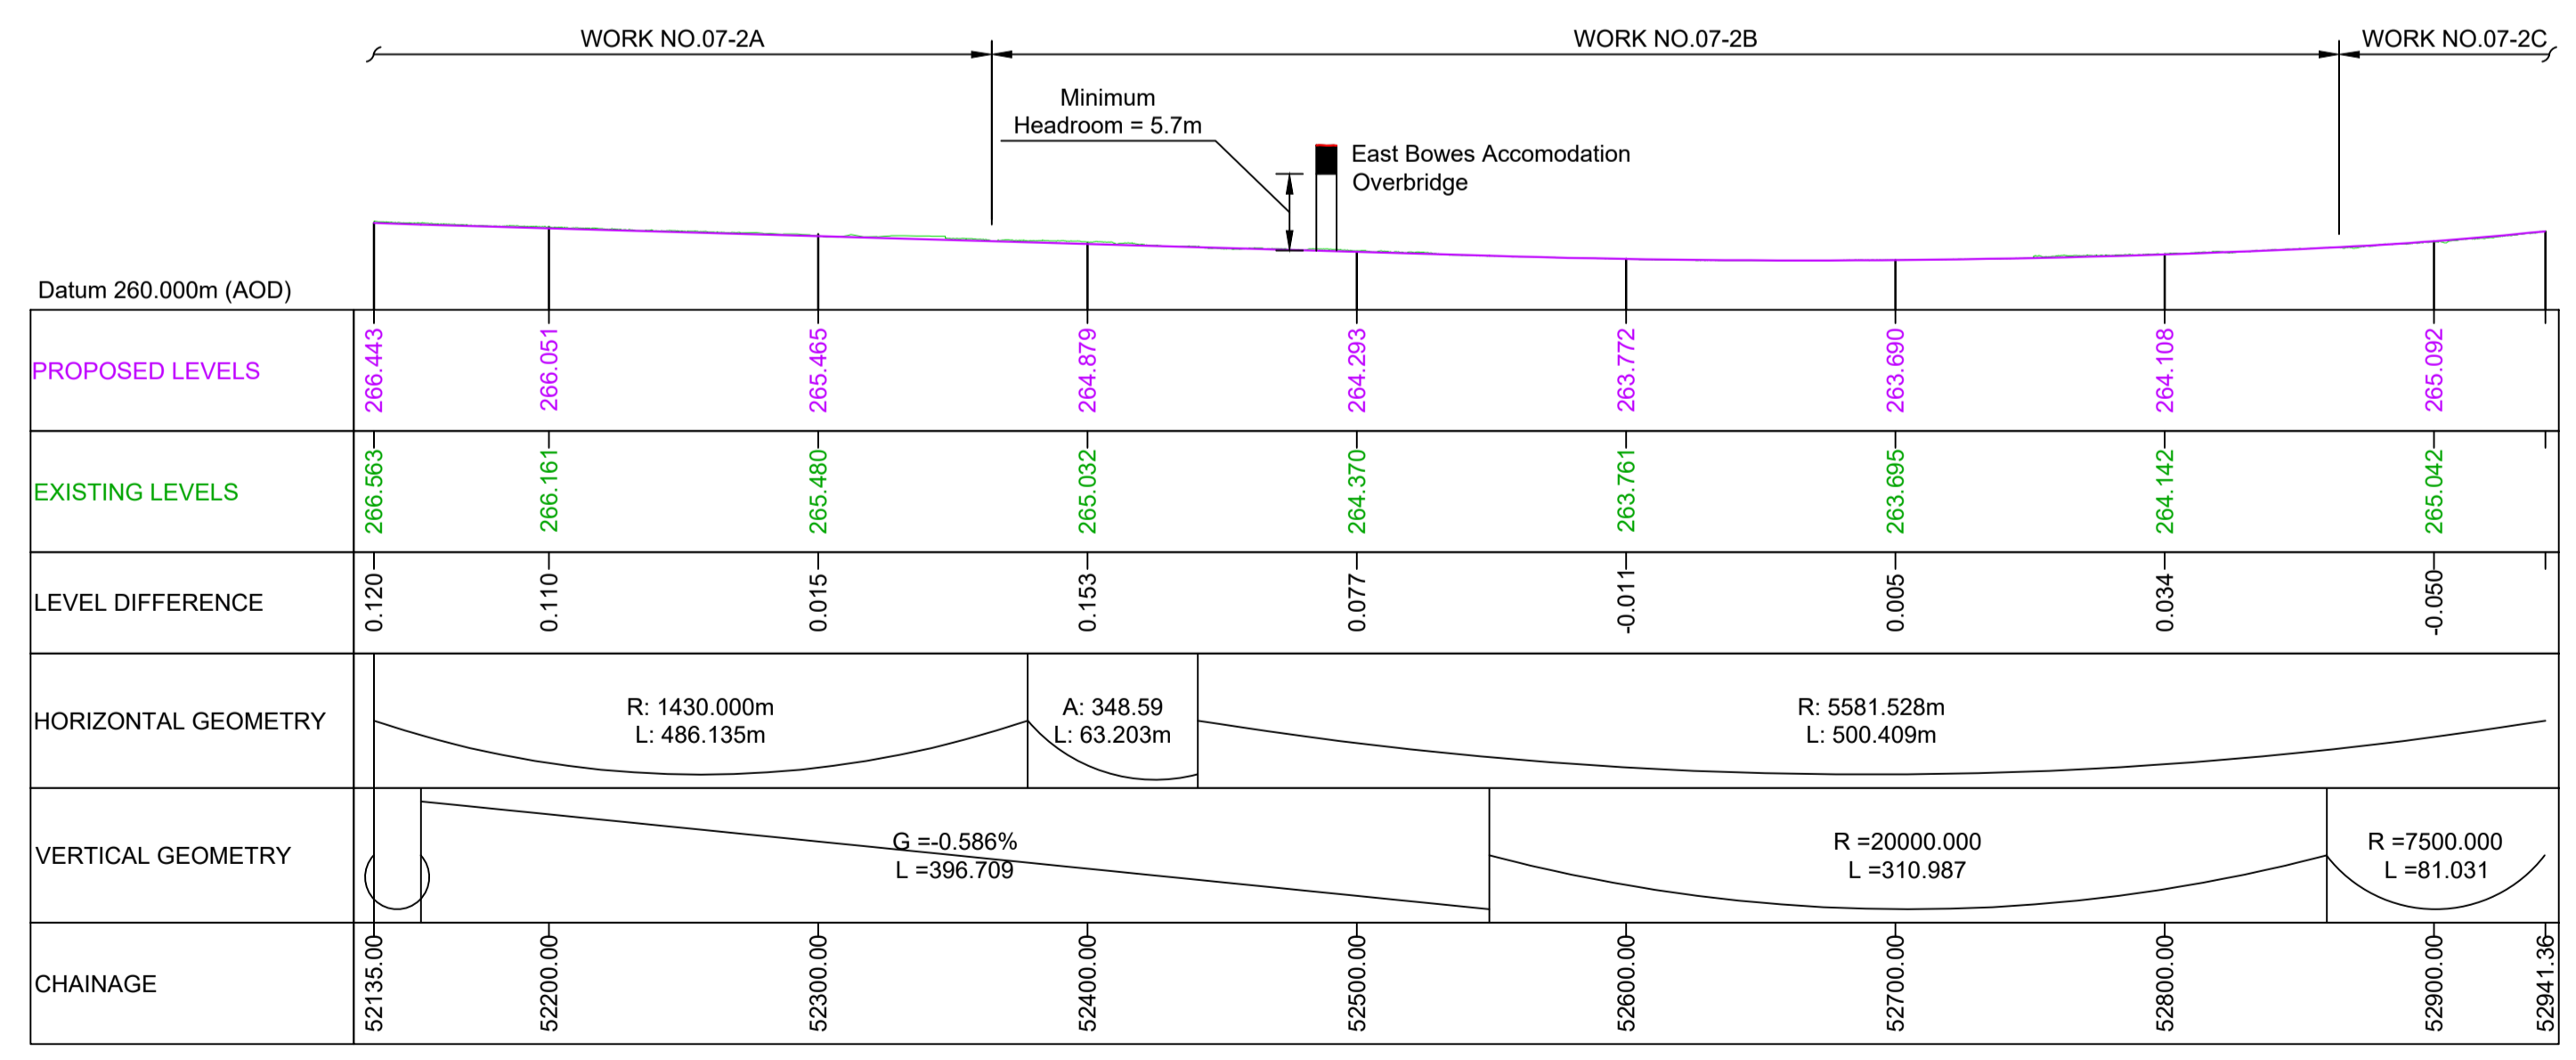 WORK NO.07-2A
WORK NO.07-2B
WORK NO.07-2C
Minimum
Headroom = 5.7m
East Bowes Accomodation
Overbridge
Datum 260.000m (AOD)
PROPOSED LEVELS
266.443
266.051
265.465
264.879
264.293
263.772
263.690
264.108
265.092
EXISTING LEVELS
266.563
266.161
265.480
265.032
264.370
263.761
263.695
264.142
265.042
LEVEL DIFFERENCE
0.120
0.110
0.015
0.153
0.077
-0.011
0.005
0.034
-0.050
HORIZONTAL GEOMETRY
R: 1430.000m
L: 486.135m
A: 348.59
L: 63.203m
R: 5581.528m
L: 500.409m
VERTICAL GEOMETRY
G =-0.586%
L =396.709
R =20000.000
L =310.987
R =7500.000
L =81.031
CHAINAGE
52135.00
52200.00
52300.00
52400.00
52500.00
52600.00
52700.00
52800.00
52900.00
52941.36